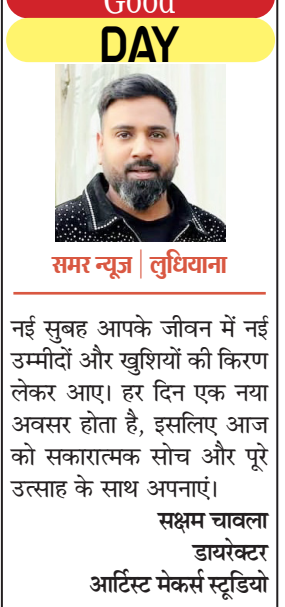 Good
DAY
समर न्यूज | लुधियाना
नई सुबह आपके जीवन में नई
उम्मीदों और खुशियों की किरण
लेकर आए। हर दिन एक नया
अवसर होता है, इसलिए आज
को सकारात्मक सोच और पूरे
उत्साह के साथ अपनाएं।
सक्षम चावला
डायरेक्टर
आर्टिस्ट मेकर्स स्टूडियो